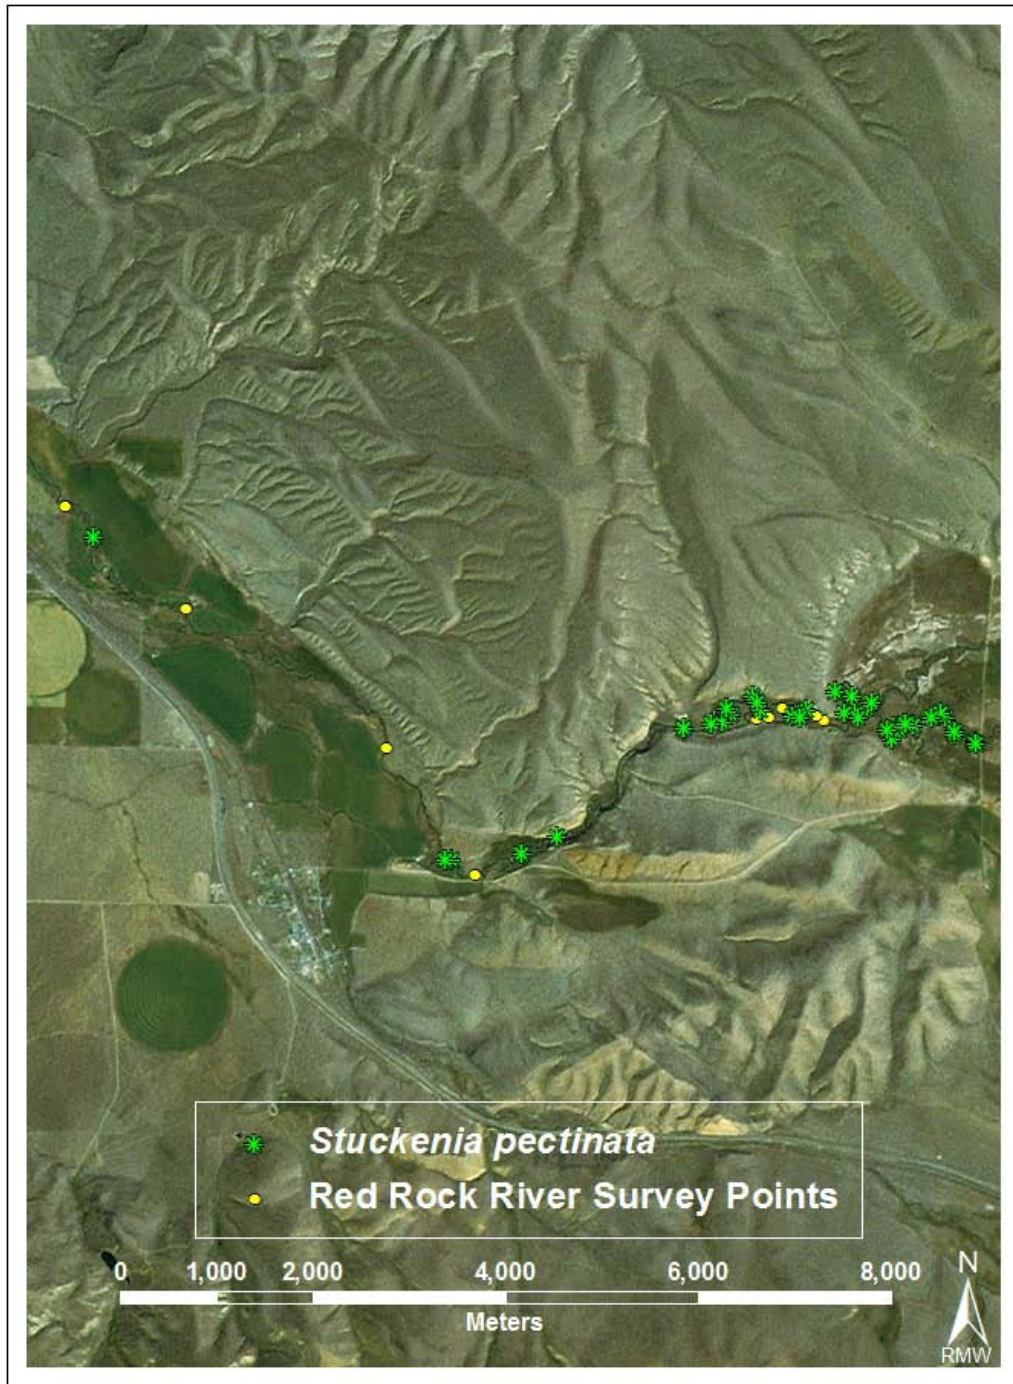 Stuckenia pectinata
Red Rock River Survey Points
0 1,000 2,000 4,000 6,000 8,000
Meters
N
RMW